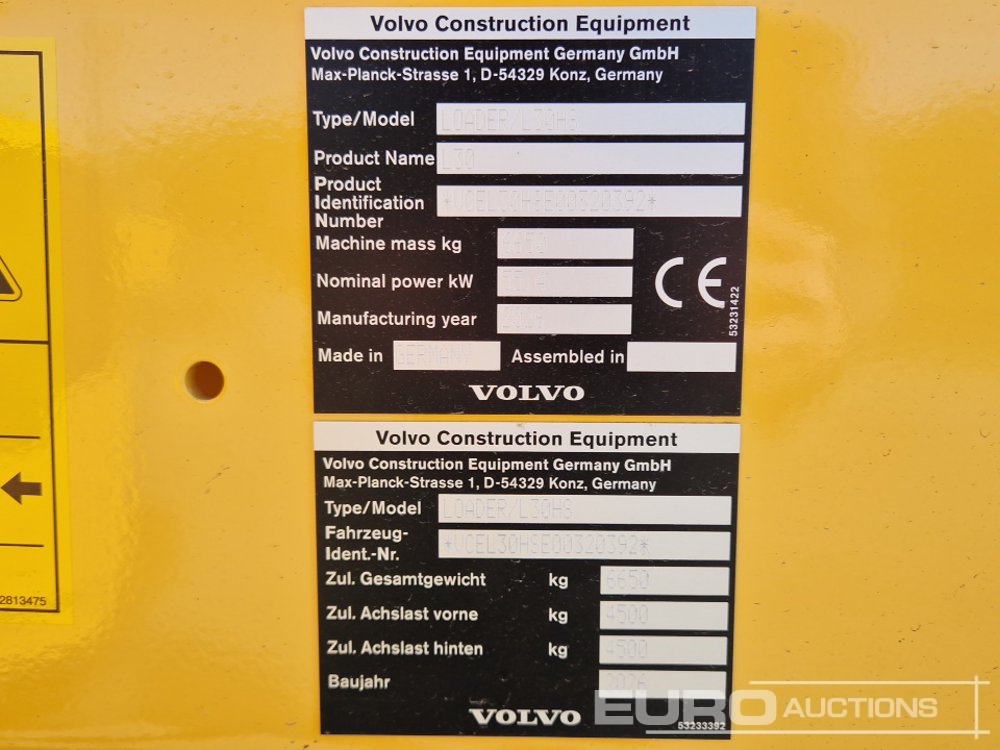 Volvo Construction Equipment
Volvo Construction Equipment Germany GmbH
Max-Planck-Strasse 1, D-54329 Konz, Germany
Type/Model LOADER/L30HS
Product Name L30
Product
Identification
Number *VCEL30HSE00320392*
Machine mass kg
Nominal power kW
Manufacturing year
Made in GERMANY Assembled in
VOLVO
53231422
Volvo Construction Equipment
Volvo Construction Equipment Germany GmbH
Max-Planck-Strasse 1, D-54329 Konz, Germany
Type/Model LOADER/L30HS
Fahrzeug-
Ident.-Nr. *VCEL30HSE00320392*
Zul. Gesamtgewicht kg 6650
Zul. Achslast vorne kg 4500
Zul. Achslast hinten kg 4500
Baujahr
VOLVO
53233392
2813475
EURO AUCTIONS